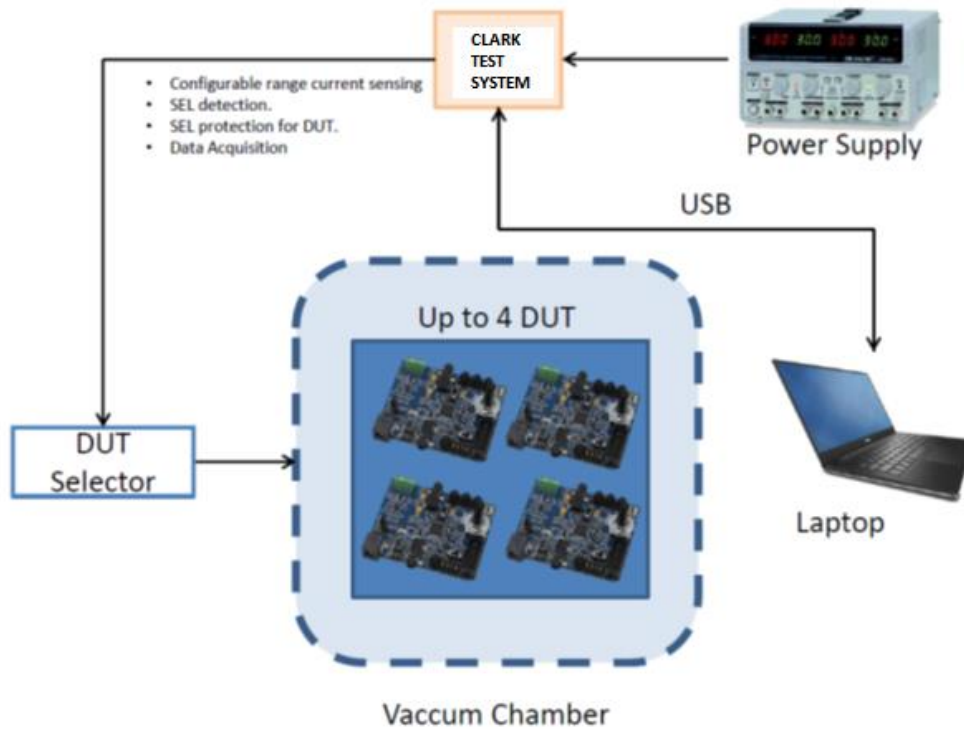 CLARK
TEST
SYSTEM
• Configurable range current sensing
• SEL detection.
• SEL protection for DUT.
• Data Acquisition
Power Supply
USB
Up to 4 DUT
DUT
Selector
Laptop
Vaccum Chamber